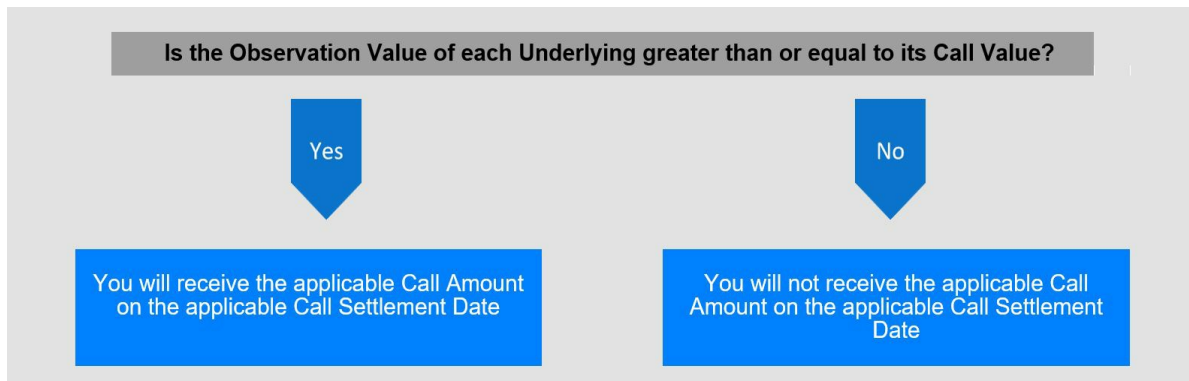 Is the Observation Value of each Underlying greater than or equal to its Call Value?
Yes
No
You will receive the applicable Call Amount
on the applicable Call Settlement Date
You will not receive the applicable Call
Amount on the applicable Call Settlement
Date